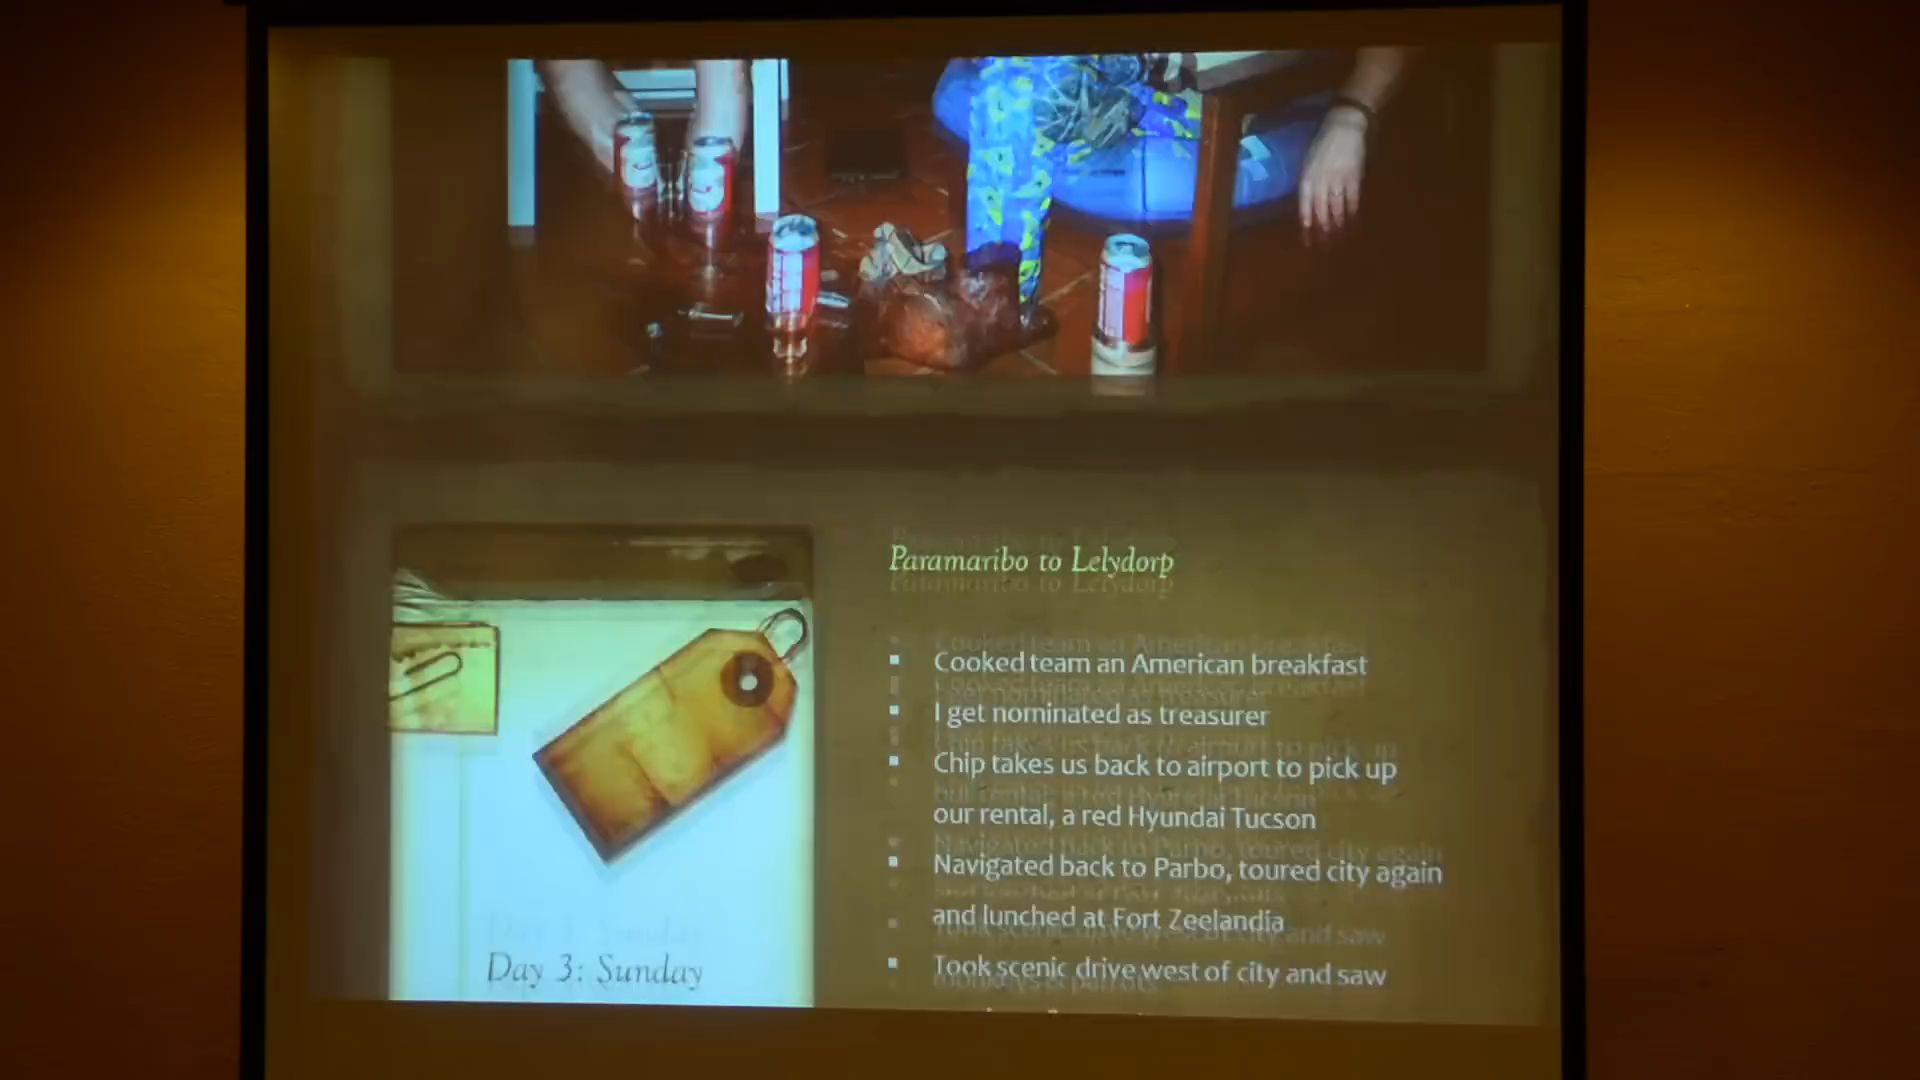 Paramaribo to Lelydorp
Cooked team an American breakfast
I get nominated as treasurer
Chip takes us back to airport to pick up
our rental, a red Hyundai Tucson
Navigated back to Parbo, toured city again
and lunched at Fort Zeelandia
Took scenic drive west of city and saw
monkeys & parrots
Day 3: Sunday